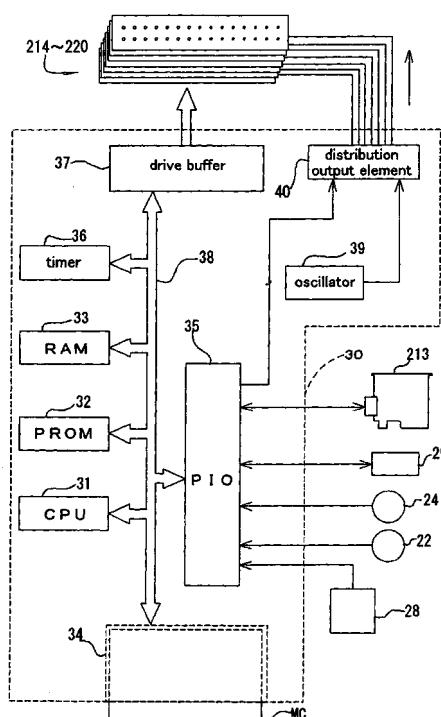 214~220
37
drive buffer
distribution
output element
40
36
timer
38
39
oscillator
33
RAM
35
30
213
32
PROM
PIO
31
CPU
24
22
28
34
MC